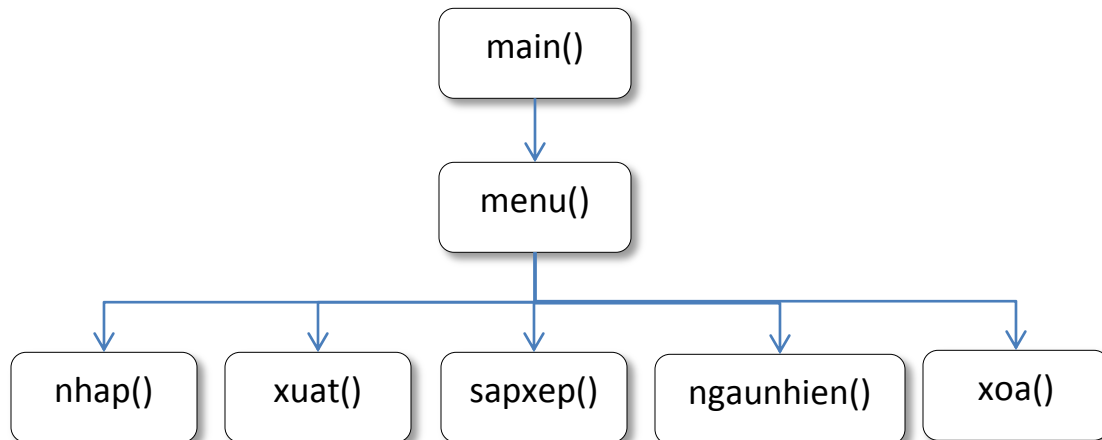 main()
menu()
nhap()
xuat()
sapxep()
ngaunhien()
xoa()